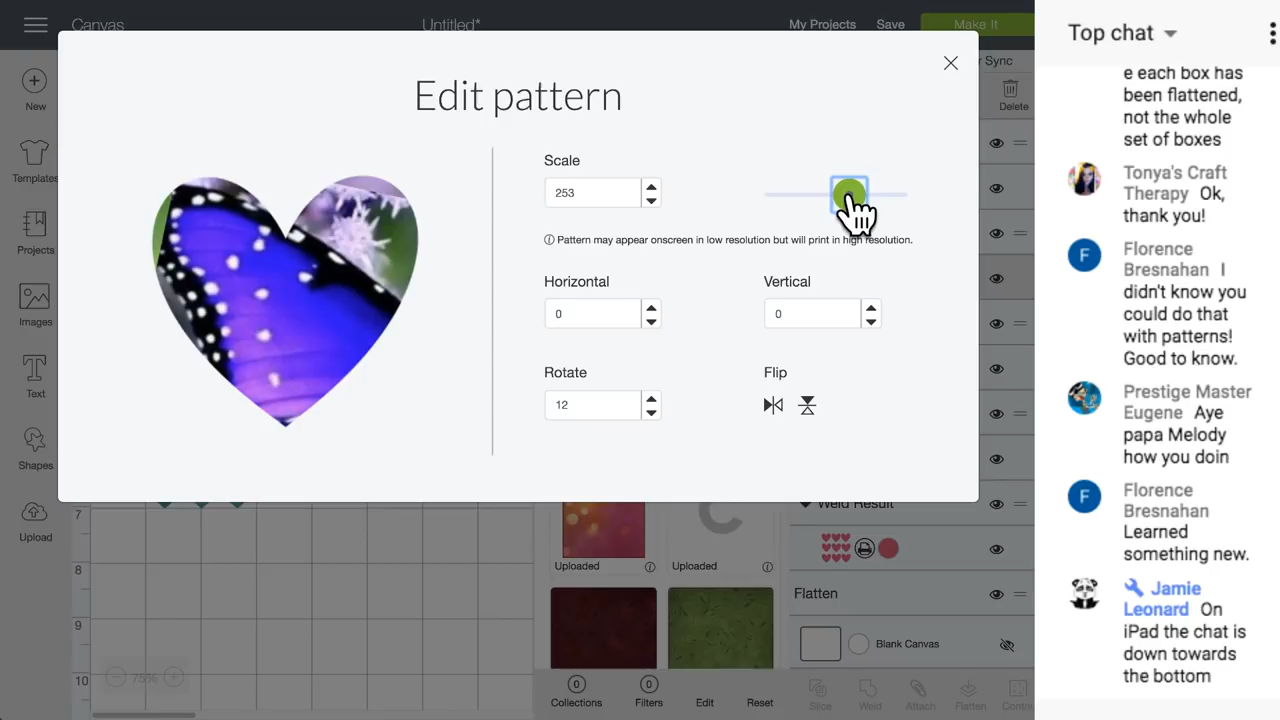 Canvas
Untitled*
My Projects
Save
Make It
r Sync
New
Templates
Projects
Images
Text
Shapes
Upload
Delete
Edit pattern
Scale
253
Pattern may appear onscreen in low resolution but will print in high resolution.
Horizontal
Vertical
0
0
Rotate
Flip
12
7
8
9
10
75%
Uploaded
Uploaded
Weld Result
Flatten
Blank Canvas
0
0
Collections
Filters
Edit
Reset
Slice
Weld
Attach
Flatten
Conto
Top chat
e each box has
been flattened,
not the whole
set of boxes
Tonya's Craft
Therapy Ok,
thank you!
F
Florence
Bresnahan I
didn't know you
could do that
with patterns!
Good to know.
Prestige Master
Eugene Aye
papa Melody
how you doin
F
Florence
Bresnahan
Learned
something new.
Jamie
Leonard On
iPad the chat is
down towards
the bottom